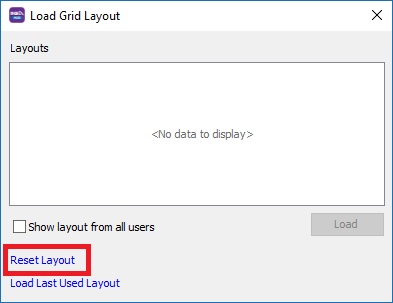 Load Grid Layout
Layouts
<No data to display>
Show layout from all users
Load
Reset Layout
Load Last Used Layout